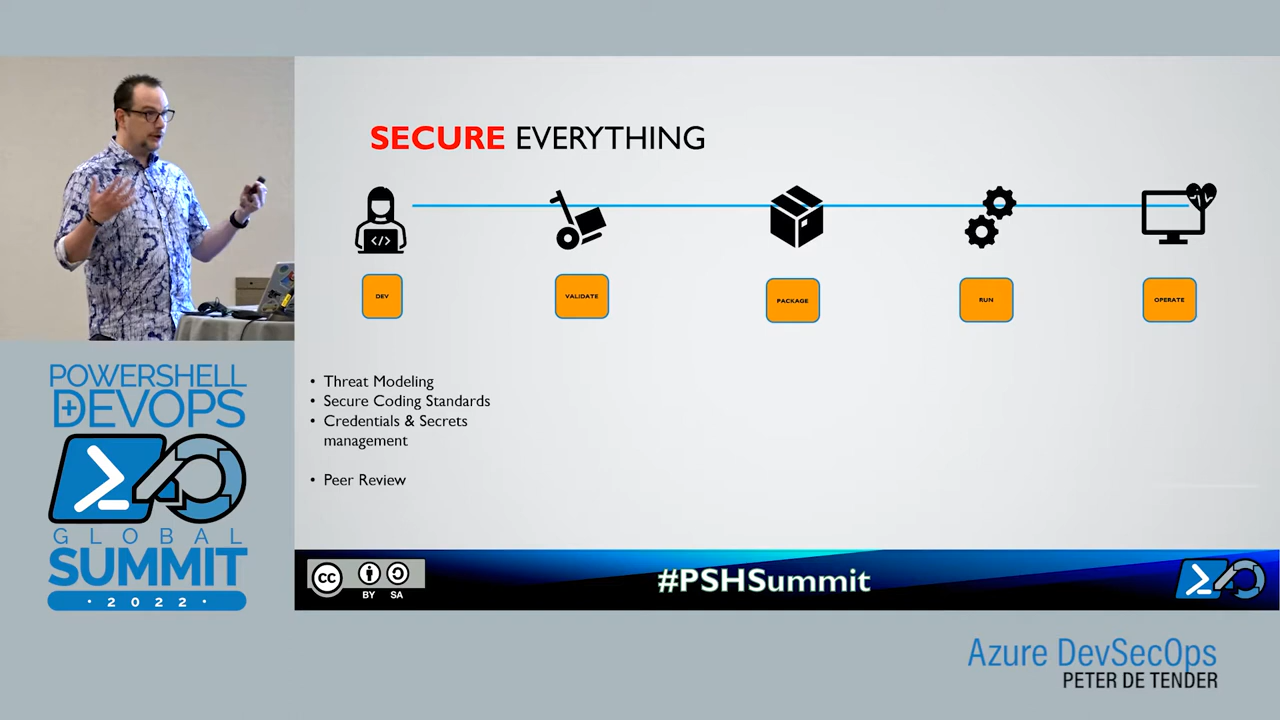 SECURE EVERYTHING
</>
DEV
VALIDATE
PACKAGE
RUN
OPERATE
• Threat Modeling
• Secure Coding Standards
• Credentials & Secrets
management
• Peer Review
POWERSHELL
+DEVOPS
GLOBAL
SUMMIT
· 2022 ·
CC
BY SA
#PSHSummit
Azure DevSecOps
PETER DE TENDER